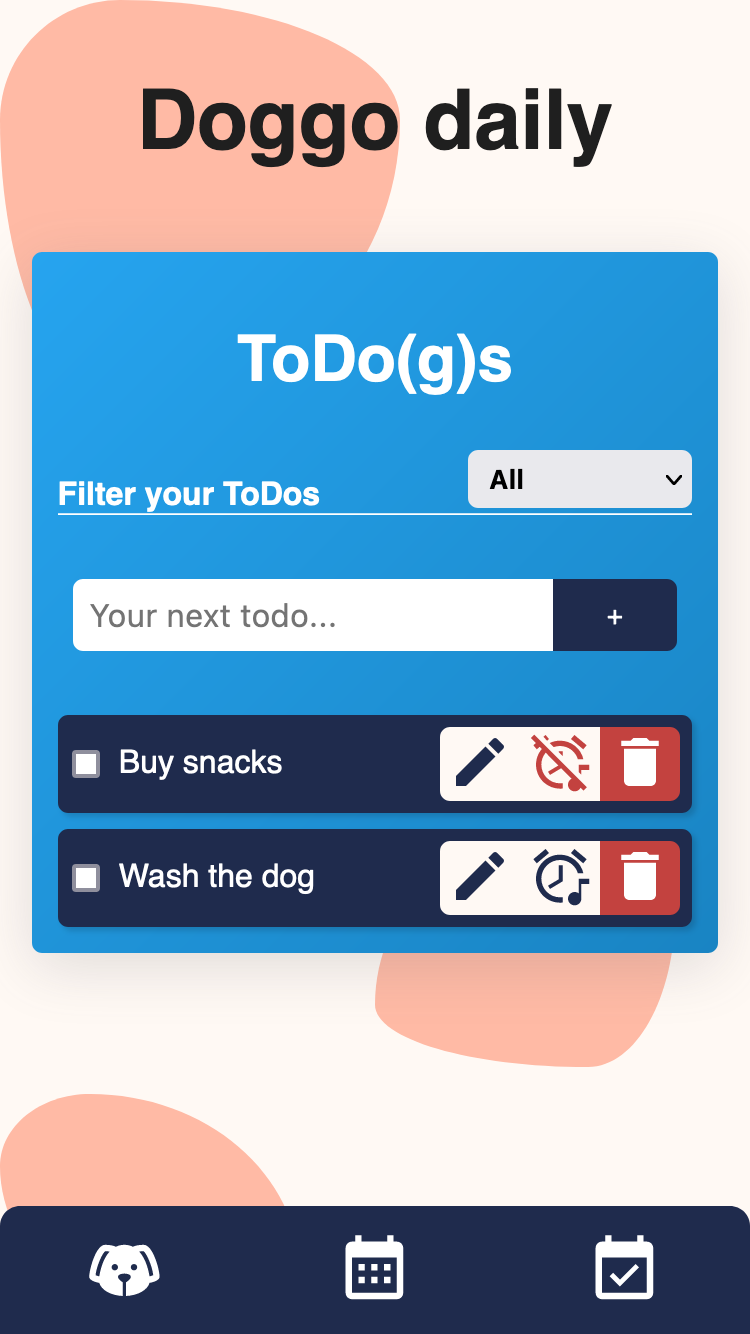 Doggo daily
ToDo(g)s
Filter your ToDos
All
Your next todo...
+
Buy snacks
Wash the dog